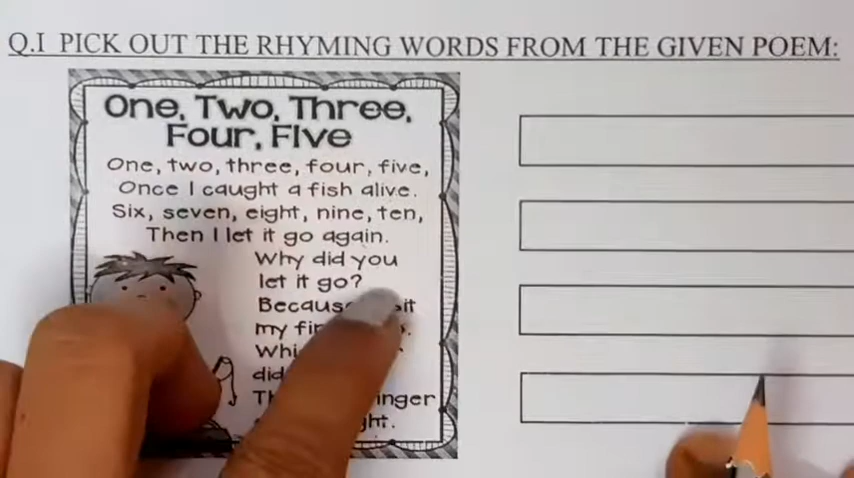 Q.I PICK OUT THE RHYMING WORDS FROM THE GIVEN POEM:
One, Two, Three,
Four, Five
One, two, three, four, five,
Once I caught a fish alive.
Six, seven, eight, nine, ten,
Then I let it go again.
Why did you
let it go?
Because it
my
did